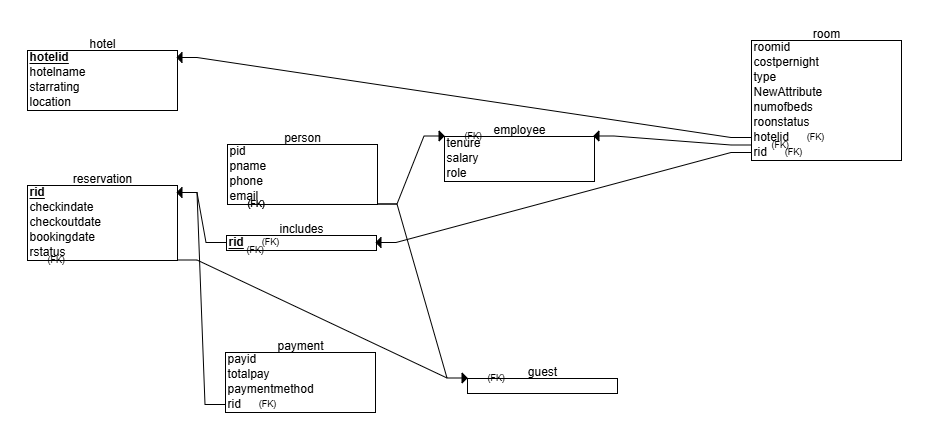 hotel
hotelid
hotelname
starrating
location
room
roomid
costpernight
type
NewAttribute
numofbeds
roonstatus
hotelid (FK)
(FK)
rid (FK)
person
pid
pname
phone
email
(FK)
employee
(FK)
tenure
salary
role
reservation
rid
checkindate
checkoutdate
bookingdate
rstatus
(FK)
includes
rid (FK)
(FK)
payment
payid
totalpay
paymentmethod
rid (FK)
guest
(FK)